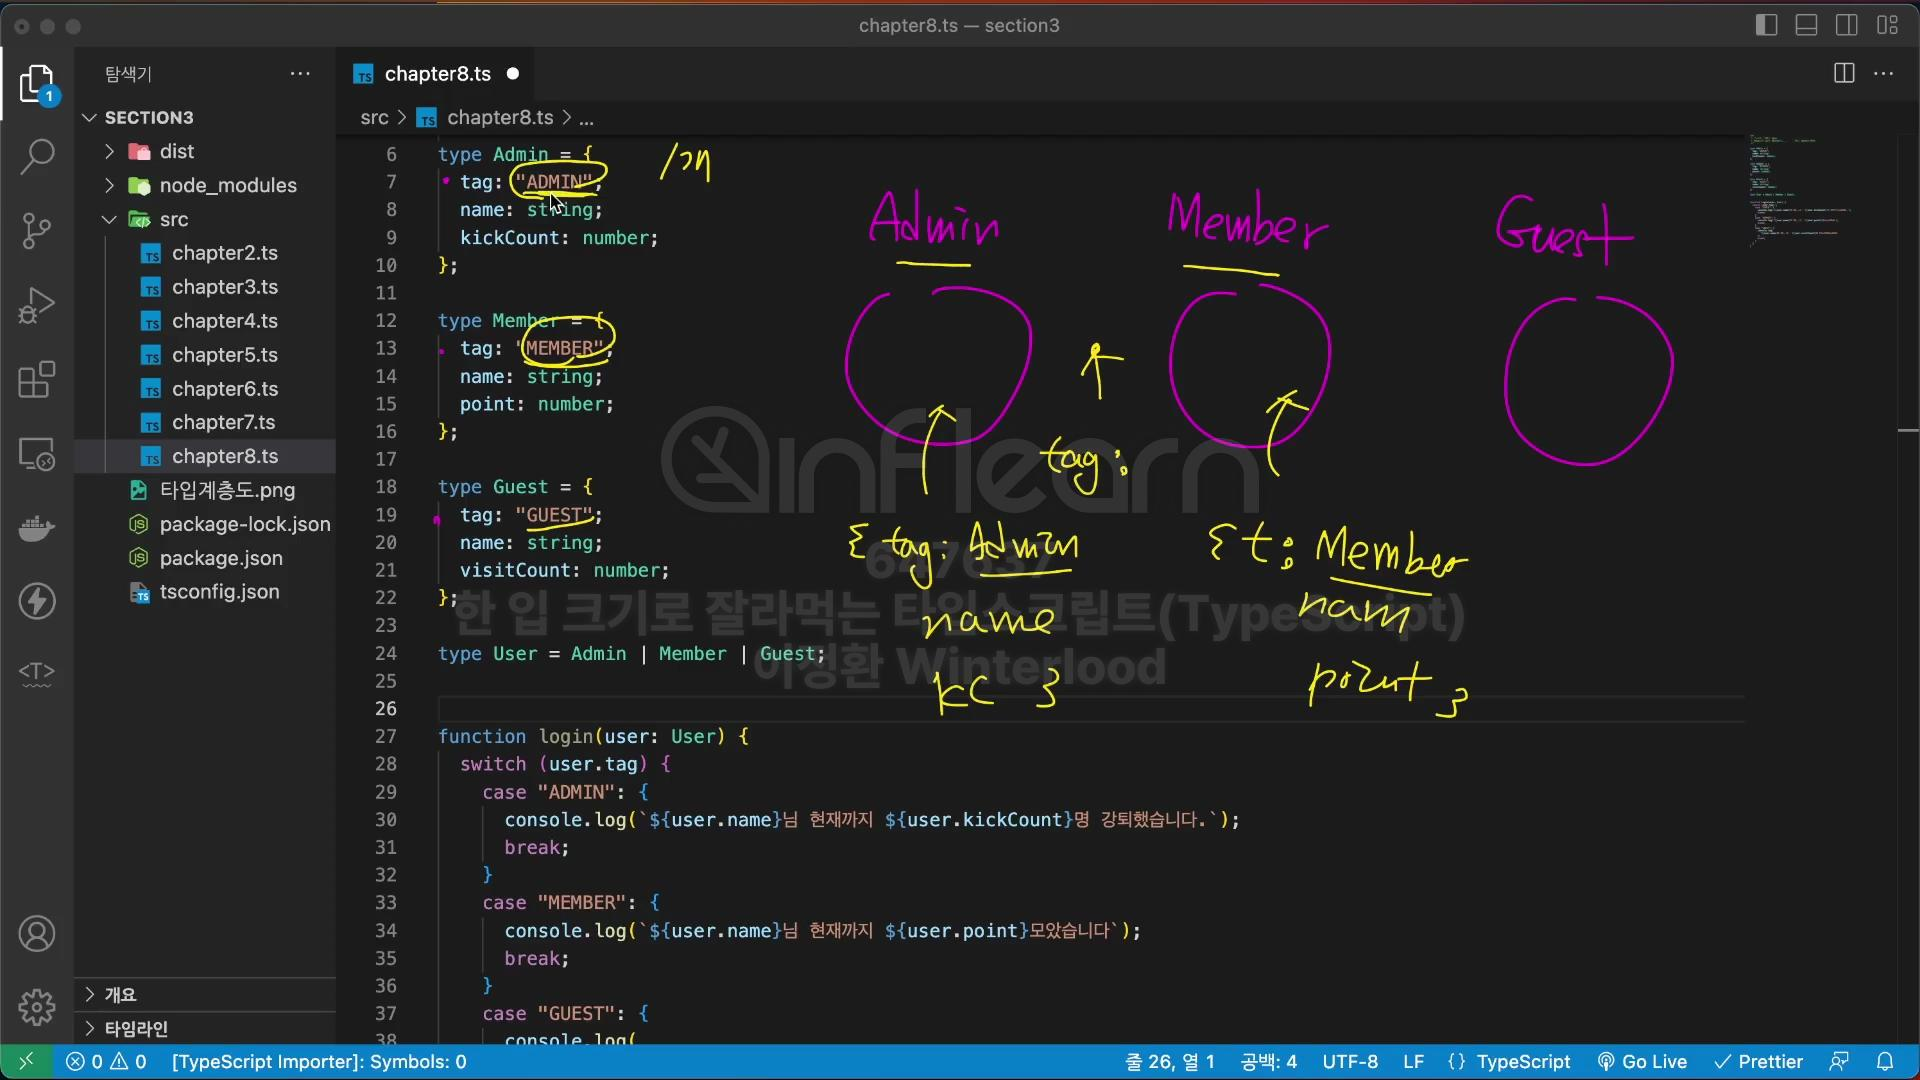 chapter8.ts — section3
탐색기
chapter8.ts
SECTION3
src > chapter8.ts > ...
dist
node_modules
src
chapter2.ts
chapter3.ts
chapter4.ts
chapter5.ts
chapter6.ts
chapter7.ts
chapter8.ts
타입계층도.png
package-lock.json
package.json
tsconfig.json
개요
타임라인
1
6 type Admin = {
7 tag: "ADMIN";
8 name: string;
9 kickCount: number;
10 };
11
12 type Member = {
13 tag: "MEMBER";
14 name: string;
15 point: number;
16 };
17
18 type Guest = {
19 tag: "GUEST";
20 name: string;
21 visitCount: number;
22 };
23
24 type User = Admin | Member | Guest;
25
26
27 function login(user: User) {
28 switch (user.tag) {
29 case "ADMIN": {
30 console.log(`${user.name}님 현재까지 ${user.kickCount}명 강퇴했습니다.`);
31 break;
32 }
33 case "MEMBER": {
34 console.log(`${user.name}님 현재까지 ${user.point}모았습니다`);
35 break;
36 }
37 case "GUEST": {
38 console.log(
Admin Member Guest
tag:
{ tag: Admin
name
kc }
{ t: Member
nam
point }
inflearn
647637
한 입 크기로 잘라먹는 타입스크립트(TypeScript)
이정환 Winterlood
0 0 [TypeScript Importer]: Symbols: 0
줄 26, 열 1 공백: 4 UTF-8 LF {} TypeScript Go Live Prettier